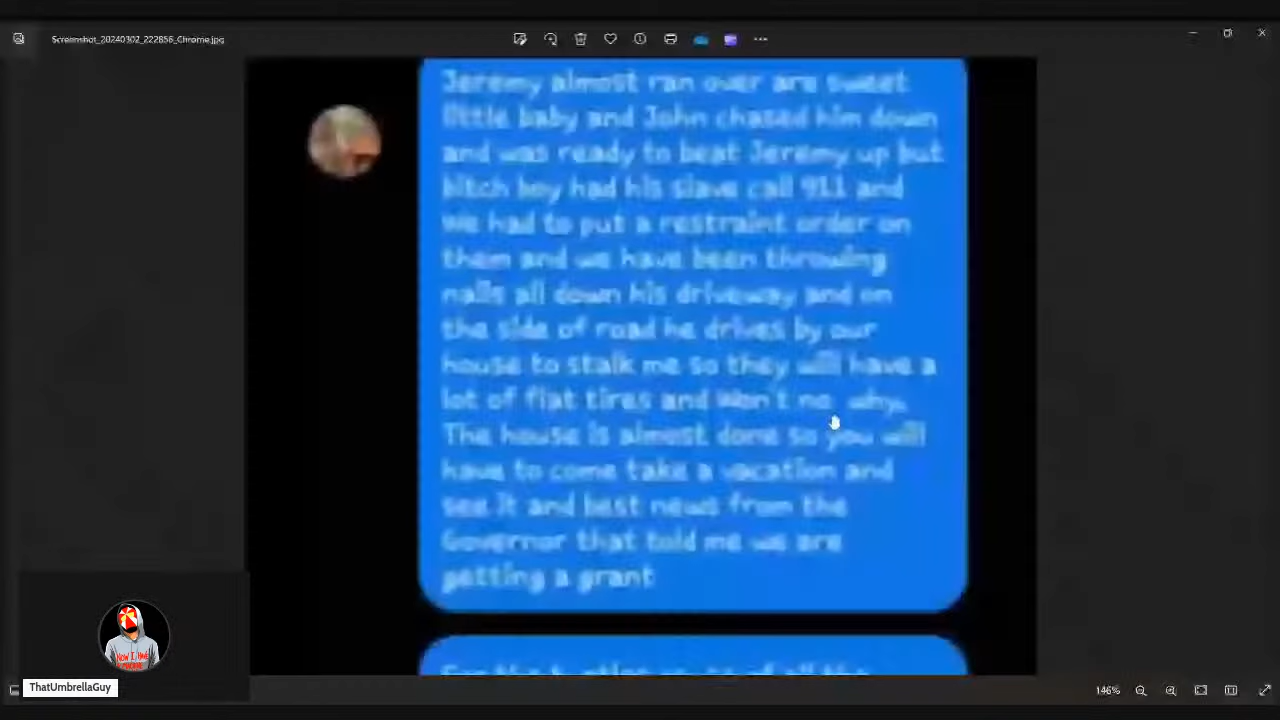 Screenshot_20240302_222856_Chrome.jpg
Jeremy almost ran over are sweet
little baby and John chased him down
and was ready to beat Jeremy up but
bitch boy had his slave call 911 and
We had to put a restraint order on
them and we have been throwing
nails all down his driveway and on
the side of road he drives by our
house to stalk me so they will have a
lot of flat tires and Won't no why.
The house is almost done so you will
have to come take a vacation and
see it and best news from the
Governor that told me we are
getting a grant
NOW I HAVE
ThatUmbrellaGuy
146%